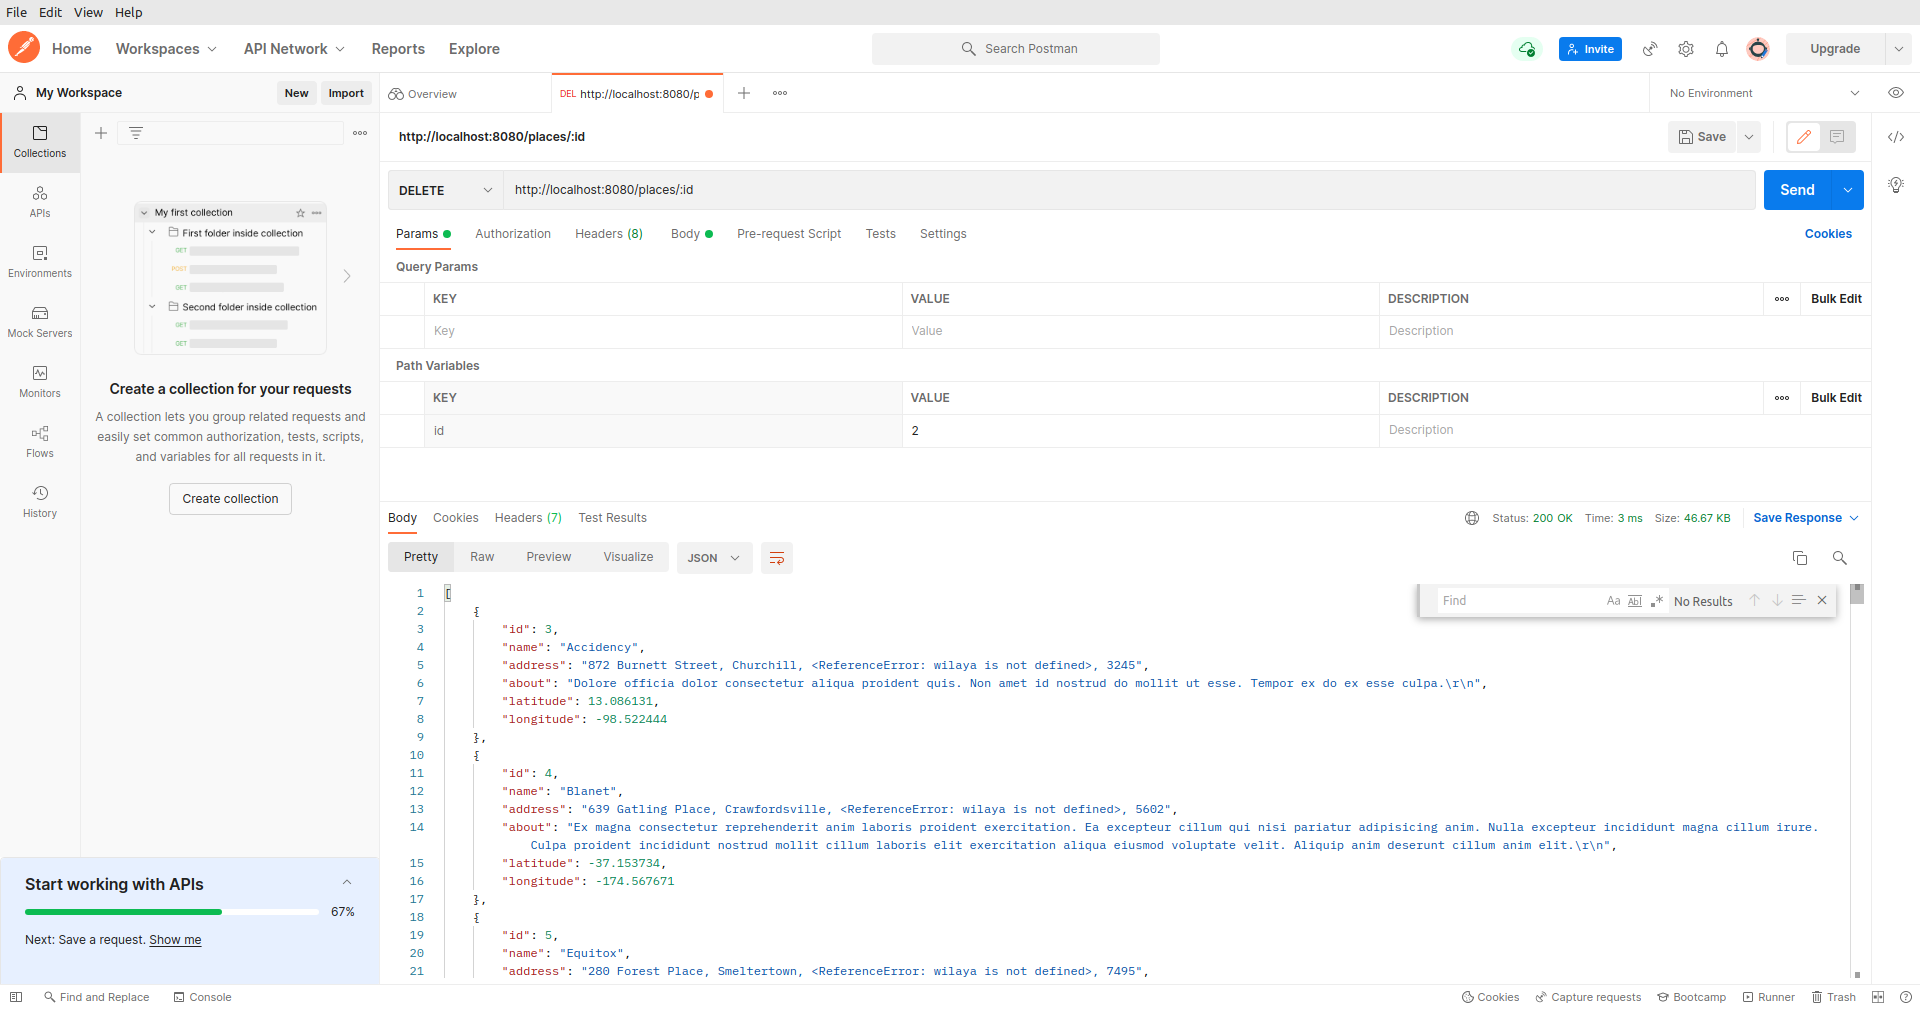 File Edit View Help
Home Workspaces API Network Reports Explore Search Postman Invite Upgrade
My Workspace New Import Overview DEL http://localhost:8080/p No Environment
Collections
APIs
Environments
Mock Servers
Monitors
Flows
History
My first collection
First folder inside collection
GET
POST
GET
Second folder inside collection
GET
GET
Create a collection for your requests
A collection lets you group related requests and
easily set common authorization, tests, scripts,
and variables for all requests in it.
Create collection
Start working with APIs
67%
Next: Save a request. Show me
http://localhost:8080/places/:id Save
DELETE http://localhost:8080/places/:id Send
Params Authorization Headers (8) Body Pre-request Script Tests Settings Cookies
Query Params
KEY VALUE DESCRIPTION Bulk Edit
Key Value Description
Path Variables
KEY VALUE DESCRIPTION Bulk Edit
id 2 Description
Body Cookies Headers (7) Test Results Status: 200 OK Time: 3 ms Size: 46.67 KB Save Response
Pretty Raw Preview Visualize JSON
Find Aa Abl .* No Results
1 [
2 {
3 "id": 3,
4 "name": "Accidency",
5 "address": "872 Burnett Street, Churchill, <ReferenceError: wilaya is not defined>, 3245",
6 "about": "Dolore officia dolor consectetur aliqua proident quis. Non amet id nostrud do mollit ut esse. Tempor ex do ex esse culpa.\r\n",
7 "latitude": 13.086131,
8 "longitude": -98.522444
9 },
10 {
11 "id": 4,
12 "name": "Blanet",
13 "address": "639 Gatling Place, Crawfordsville, <ReferenceError: wilaya is not defined>, 5602",
14 "about": "Ex magna consectetur reprehenderit anim laboris proident exercitation. Ea excepteur cillum qui nisi pariatur adipisicing anim. Nulla excepteur incididunt magna cillum irure.
Culpa proident incididunt nostrud mollit cillum laboris elit exercitation aliqua eiusmod voluptate velit. Aliquip anim deserunt cillum anim elit.\r\n",
15 "latitude": -37.153734,
16 "longitude": -174.567671
17 },
18 {
19 "id": 5,
20 "name": "Equitox",
21 "address": "280 Forest Place, Smeltertown, <ReferenceError: wilaya is not defined>, 7495",
Find and Replace Console Cookies Capture requests Bootcamp Runner Trash